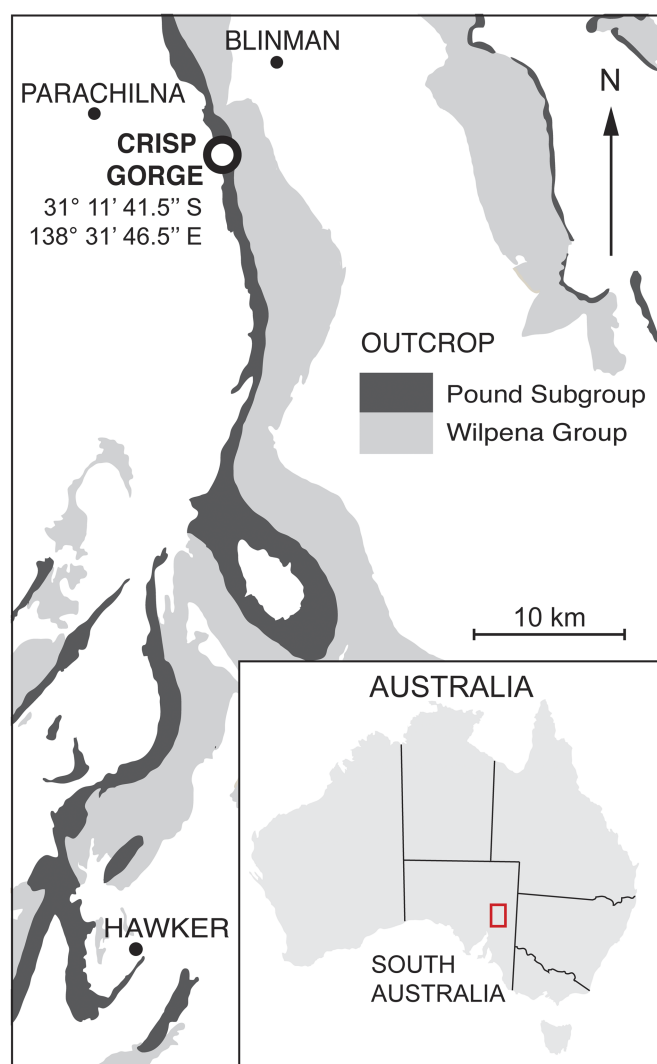 BLINMAN
PARACHILNA
N
CRISP
GORGE
31° 11’ 41.5” S
138° 31’ 46.5” E
OUTCROP
Pound Subgroup
Wilpena Group
10 km
AUSTRALIA
HAWKER
SOUTH
AUSTRALIA